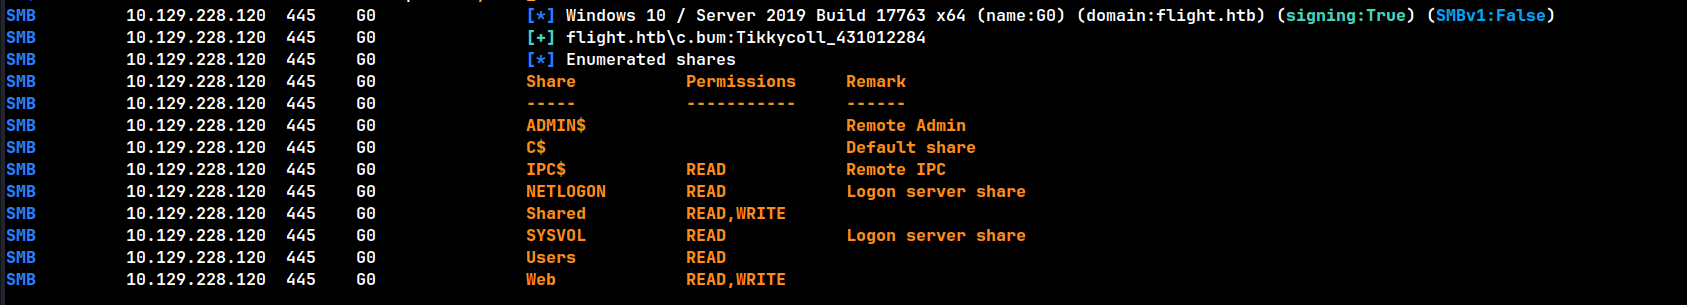 SMB 10.129.228.120 445 G0 [*] Windows 10 / Server 2019 Build 17763 x64 (name:G0) (domain:flight.htb) (signing:True) (SMBv1:False)
SMB 10.129.228.120 445 G0 [+] flight.htb\c.bum:Tikkycoll_431012284
SMB 10.129.228.120 445 G0 [*] Enumerated shares
SMB 10.129.228.120 445 G0 Share Permissions Remark
SMB 10.129.228.120 445 G0 ----- ----------- ------
SMB 10.129.228.120 445 G0 ADMIN$ Remote Admin
SMB 10.129.228.120 445 G0 C$ Default share
SMB 10.129.228.120 445 G0 IPC$ READ Remote IPC
SMB 10.129.228.120 445 G0 NETLOGON READ Logon server share
SMB 10.129.228.120 445 G0 Shared READ,WRITE
SMB 10.129.228.120 445 G0 SYSVOL READ Logon server share
SMB 10.129.228.120 445 G0 Users READ
SMB 10.129.228.120 445 G0 Web READ,WRITE